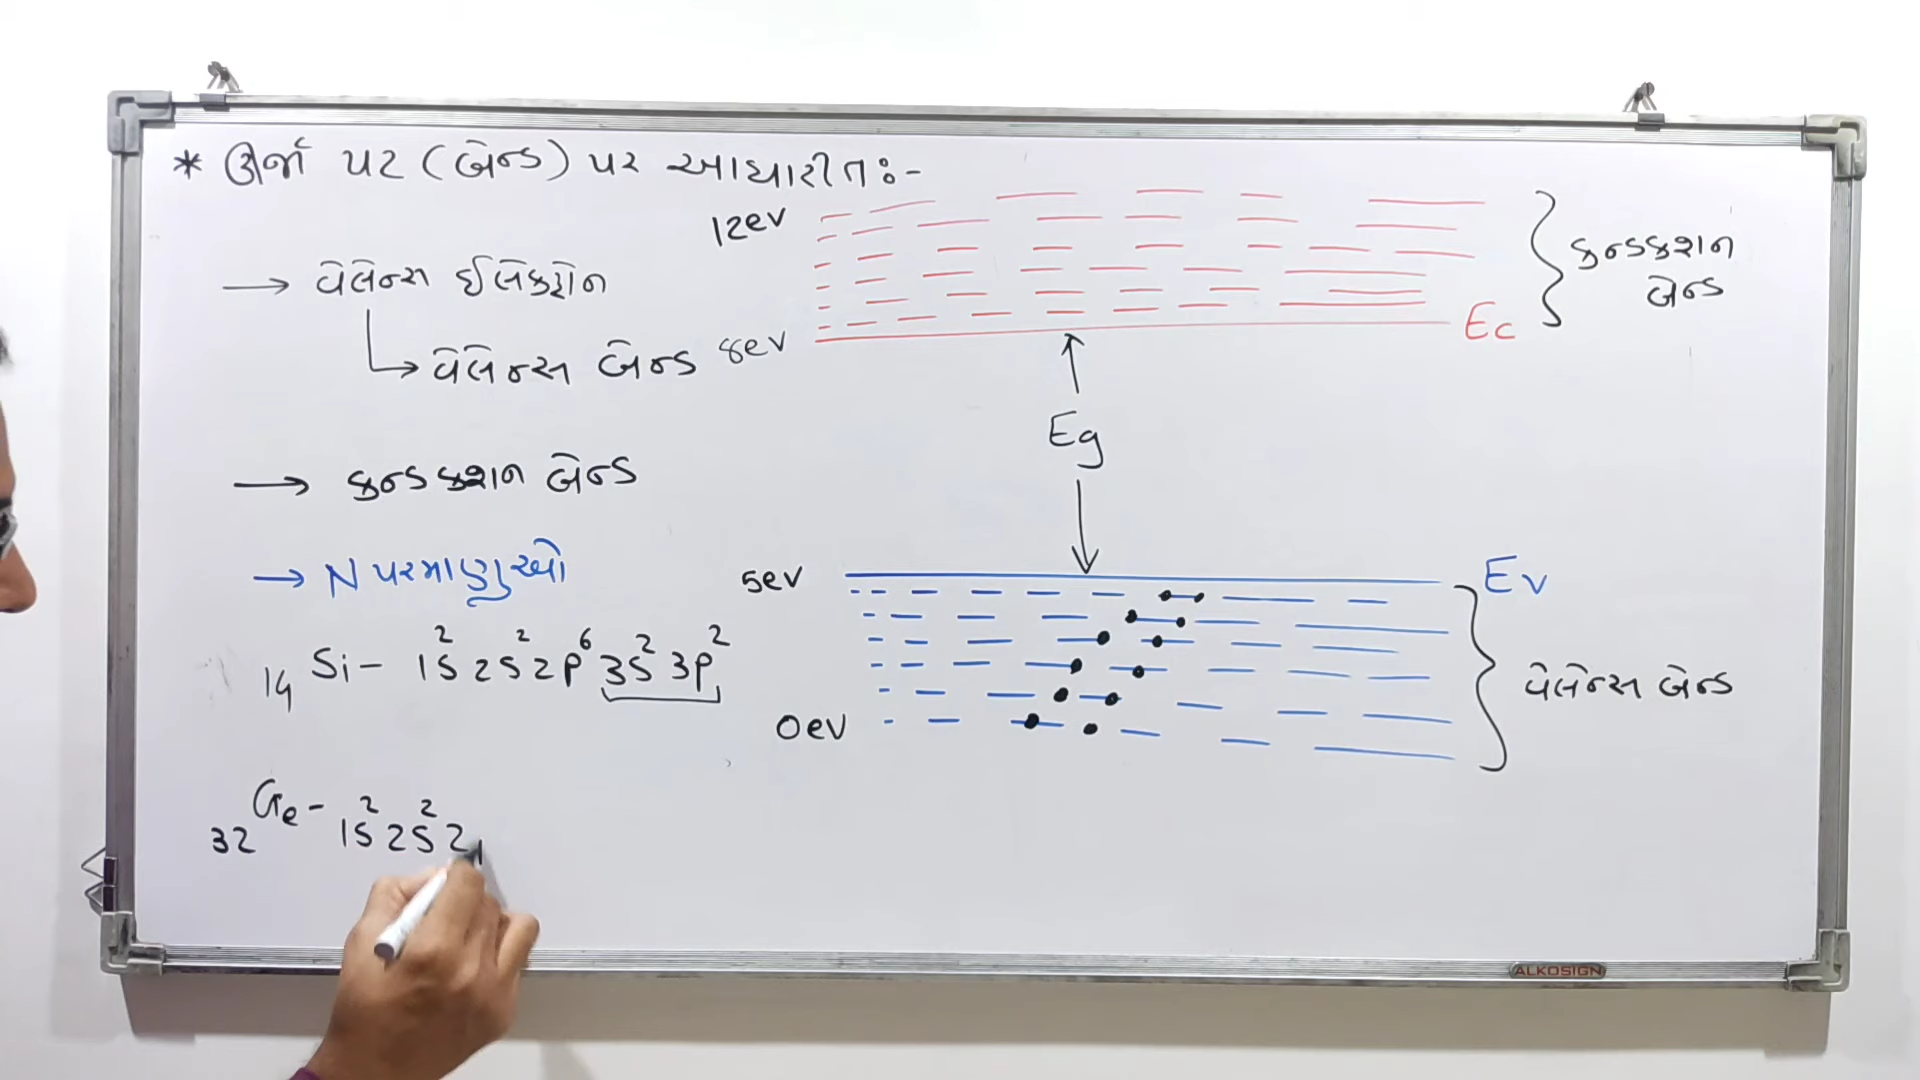 * ઊર્જા પટ (બેન્ડ) પર આધારીત :-
→ વેલેન્સ ઈલેક્ટ્રોન
→ વેલેન્સ બેન્ડ
→ કન્ડક્શન બેન્ડ
→ N પરમાણુઓ
14 Si - 1s² 2s² 2p⁶ 3s² 3p²
32 Ge - 1s² 2s² 2
12ev
8ev
Ec
કન્ડક્શન
બેન્ડ
Eg
5ev
Ev
0ev
વેલેન્સ બેન્ડ
ALKOSIGN